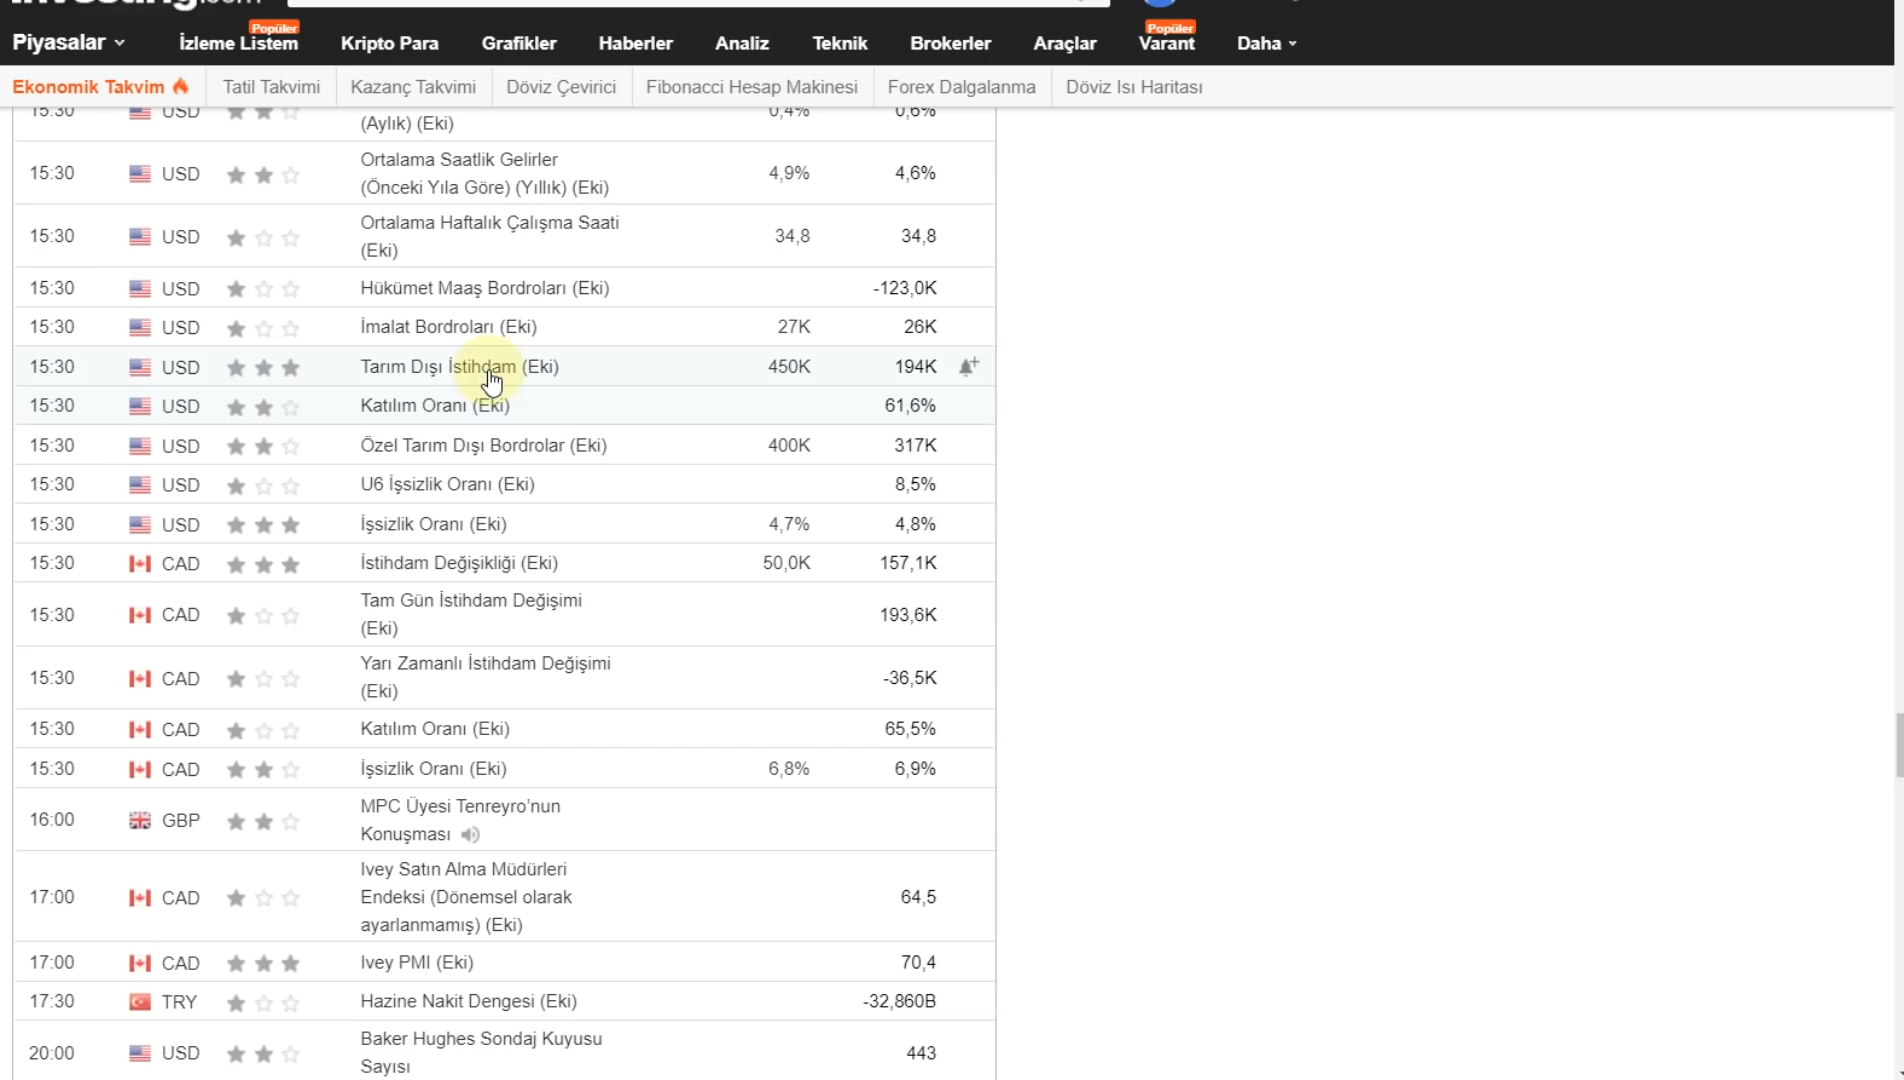 Investing.com
Popüler
Popüler
Piyasalar İzleme Listem Kripto Para Grafikler Haberler Analiz Teknik Brokerler Araçlar Varant Daha
Ekonomik Takvim Tatil Takvimi Kazanç Takvimi Döviz Çevirici Fibonacci Hesap Makinesi Forex Dalgalanma Döviz Isı Haritası
15:30 USD 0,4% 0,6%
(Aylık) (Eki)
Ortalama Saatlik Gelirler
15:30 USD 4,9% 4,6%
(Önceki Yıla Göre) (Yıllık) (Eki)
Ortalama Haftalık Çalışma Saati
15:30 USD 34,8 34,8
(Eki)
15:30 USD Hükümet Maaş Bordroları (Eki) -123,0K
15:30 USD İmalat Bordroları (Eki) 27K 26K
15:30 USD Tarım Dışı İstihdam (Eki) 450K 194K
15:30 USD Katılım Oranı (Eki) 61,6%
15:30 USD Özel Tarım Dışı Bordrolar (Eki) 400K 317K
15:30 USD U6 İşsizlik Oranı (Eki) 8,5%
15:30 USD İşsizlik Oranı (Eki) 4,7% 4,8%
15:30 CAD İstihdam Değişikliği (Eki) 50,0K 157,1K
Tam Gün İstihdam Değişimi
15:30 CAD 193,6K
(Eki)
Yarı Zamanlı İstihdam Değişimi
15:30 CAD -36,5K
(Eki)
15:30 CAD Katılım Oranı (Eki) 65,5%
15:30 CAD İşsizlik Oranı (Eki) 6,8% 6,9%
MPC Üyesi Tenreyro’nun
16:00 GBP
Konuşması
Ivey Satın Alma Müdürleri
17:00 CAD Endeksi (Dönemsel olarak 64,5
ayarlanmamış) (Eki)
17:00 CAD Ivey PMI (Eki) 70,4
17:30 TRY Hazine Nakit Dengesi (Eki) -32,860B
Baker Hughes Sondaj Kuyusu
20:00 USD 443
Sayısı